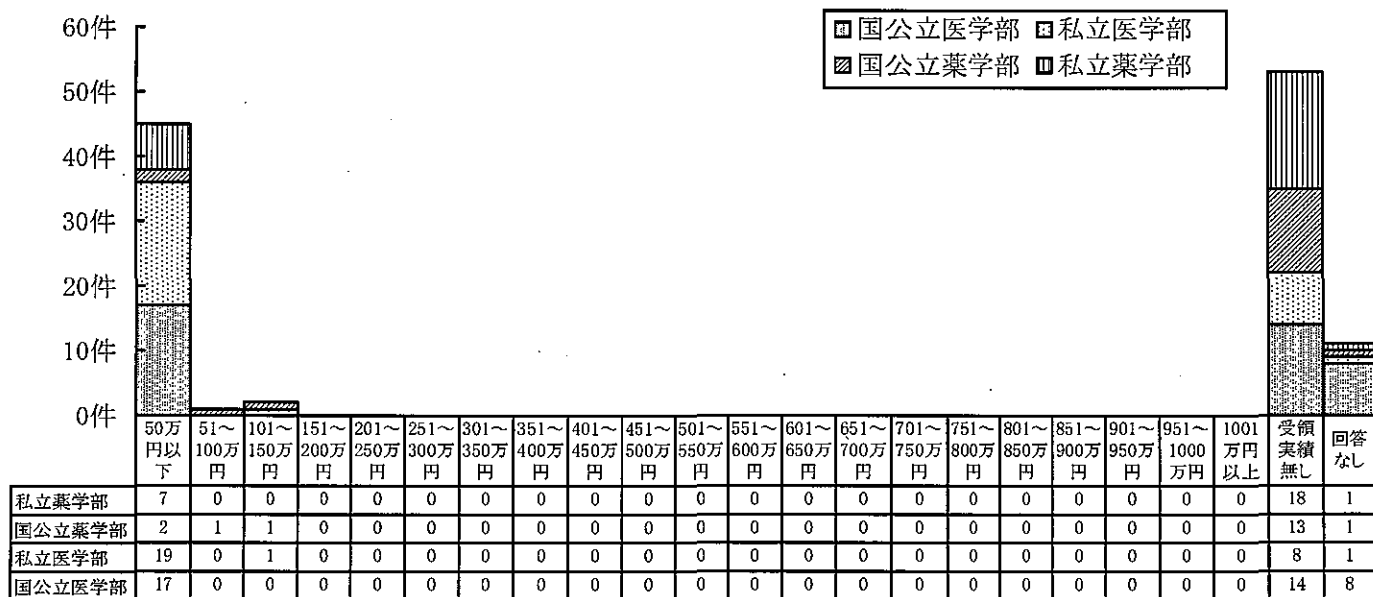 60件
50件
40件
30件
20件
10件
0件
国公立医学部 私立医学部
国公立薬学部 私立薬学部
50万円以下 51~100万円 101~150万円 151~200万円 201~250万円 251~300万円 301~350万円 351~400万円 401~450万円 451~500万円 501~550万円 551~600万円 601~650万円 651~700万円 701~750万円 751~800万円 801~850万円 851~900万円 901~950万円 951~1000万円 1001万円以上 受領実績無し 回答なし
私立薬学部 7 0 0 0 0 0 0 0 0 0 0 0 0 0 0 0 0 0 0 0 0 18 1
国公立薬学部 2 1 1 0 0 0 0 0 0 0 0 0 0 0 0 0 0 0 0 0 0 13 1
私立医学部 19 0 1 0 0 0 0 0 0 0 0 0 0 0 0 0 0 0 0 0 0 8 1
国公立医学部 17 0 0 0 0 0 0 0 0 0 0 0 0 0 0 0 0 0 0 0 0 14 8